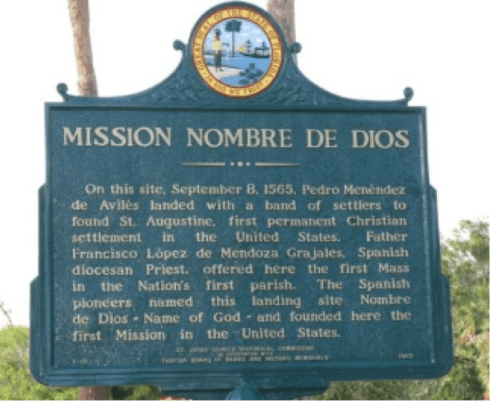 GREAT SEAL OF THE STATE OF FLORIDA
IN GOD WE TRUST
MISSION NOMBRE DE DIOS
On this site, September 8, 1565, Pedro Menéndez
de Avilès landed with a band of settlers to
found St. Augustine, first permanent Christian
settlement in the United States. Father
Francisco López de Mendoza Grajales, Spanish
diocesan Priest, offered here the first Mass
in the Nation's first parish. The Spanish
pioneers named this landing site Nombre
de Dios - Name of God - and founded here the
first Mission in the United States.
ST. JOHNS COUNTY HISTORICAL COMMISSION
IN COOPERATION WITH
FLORIDA BOARD OF PARKS AND HISTORIC MEMORIALS